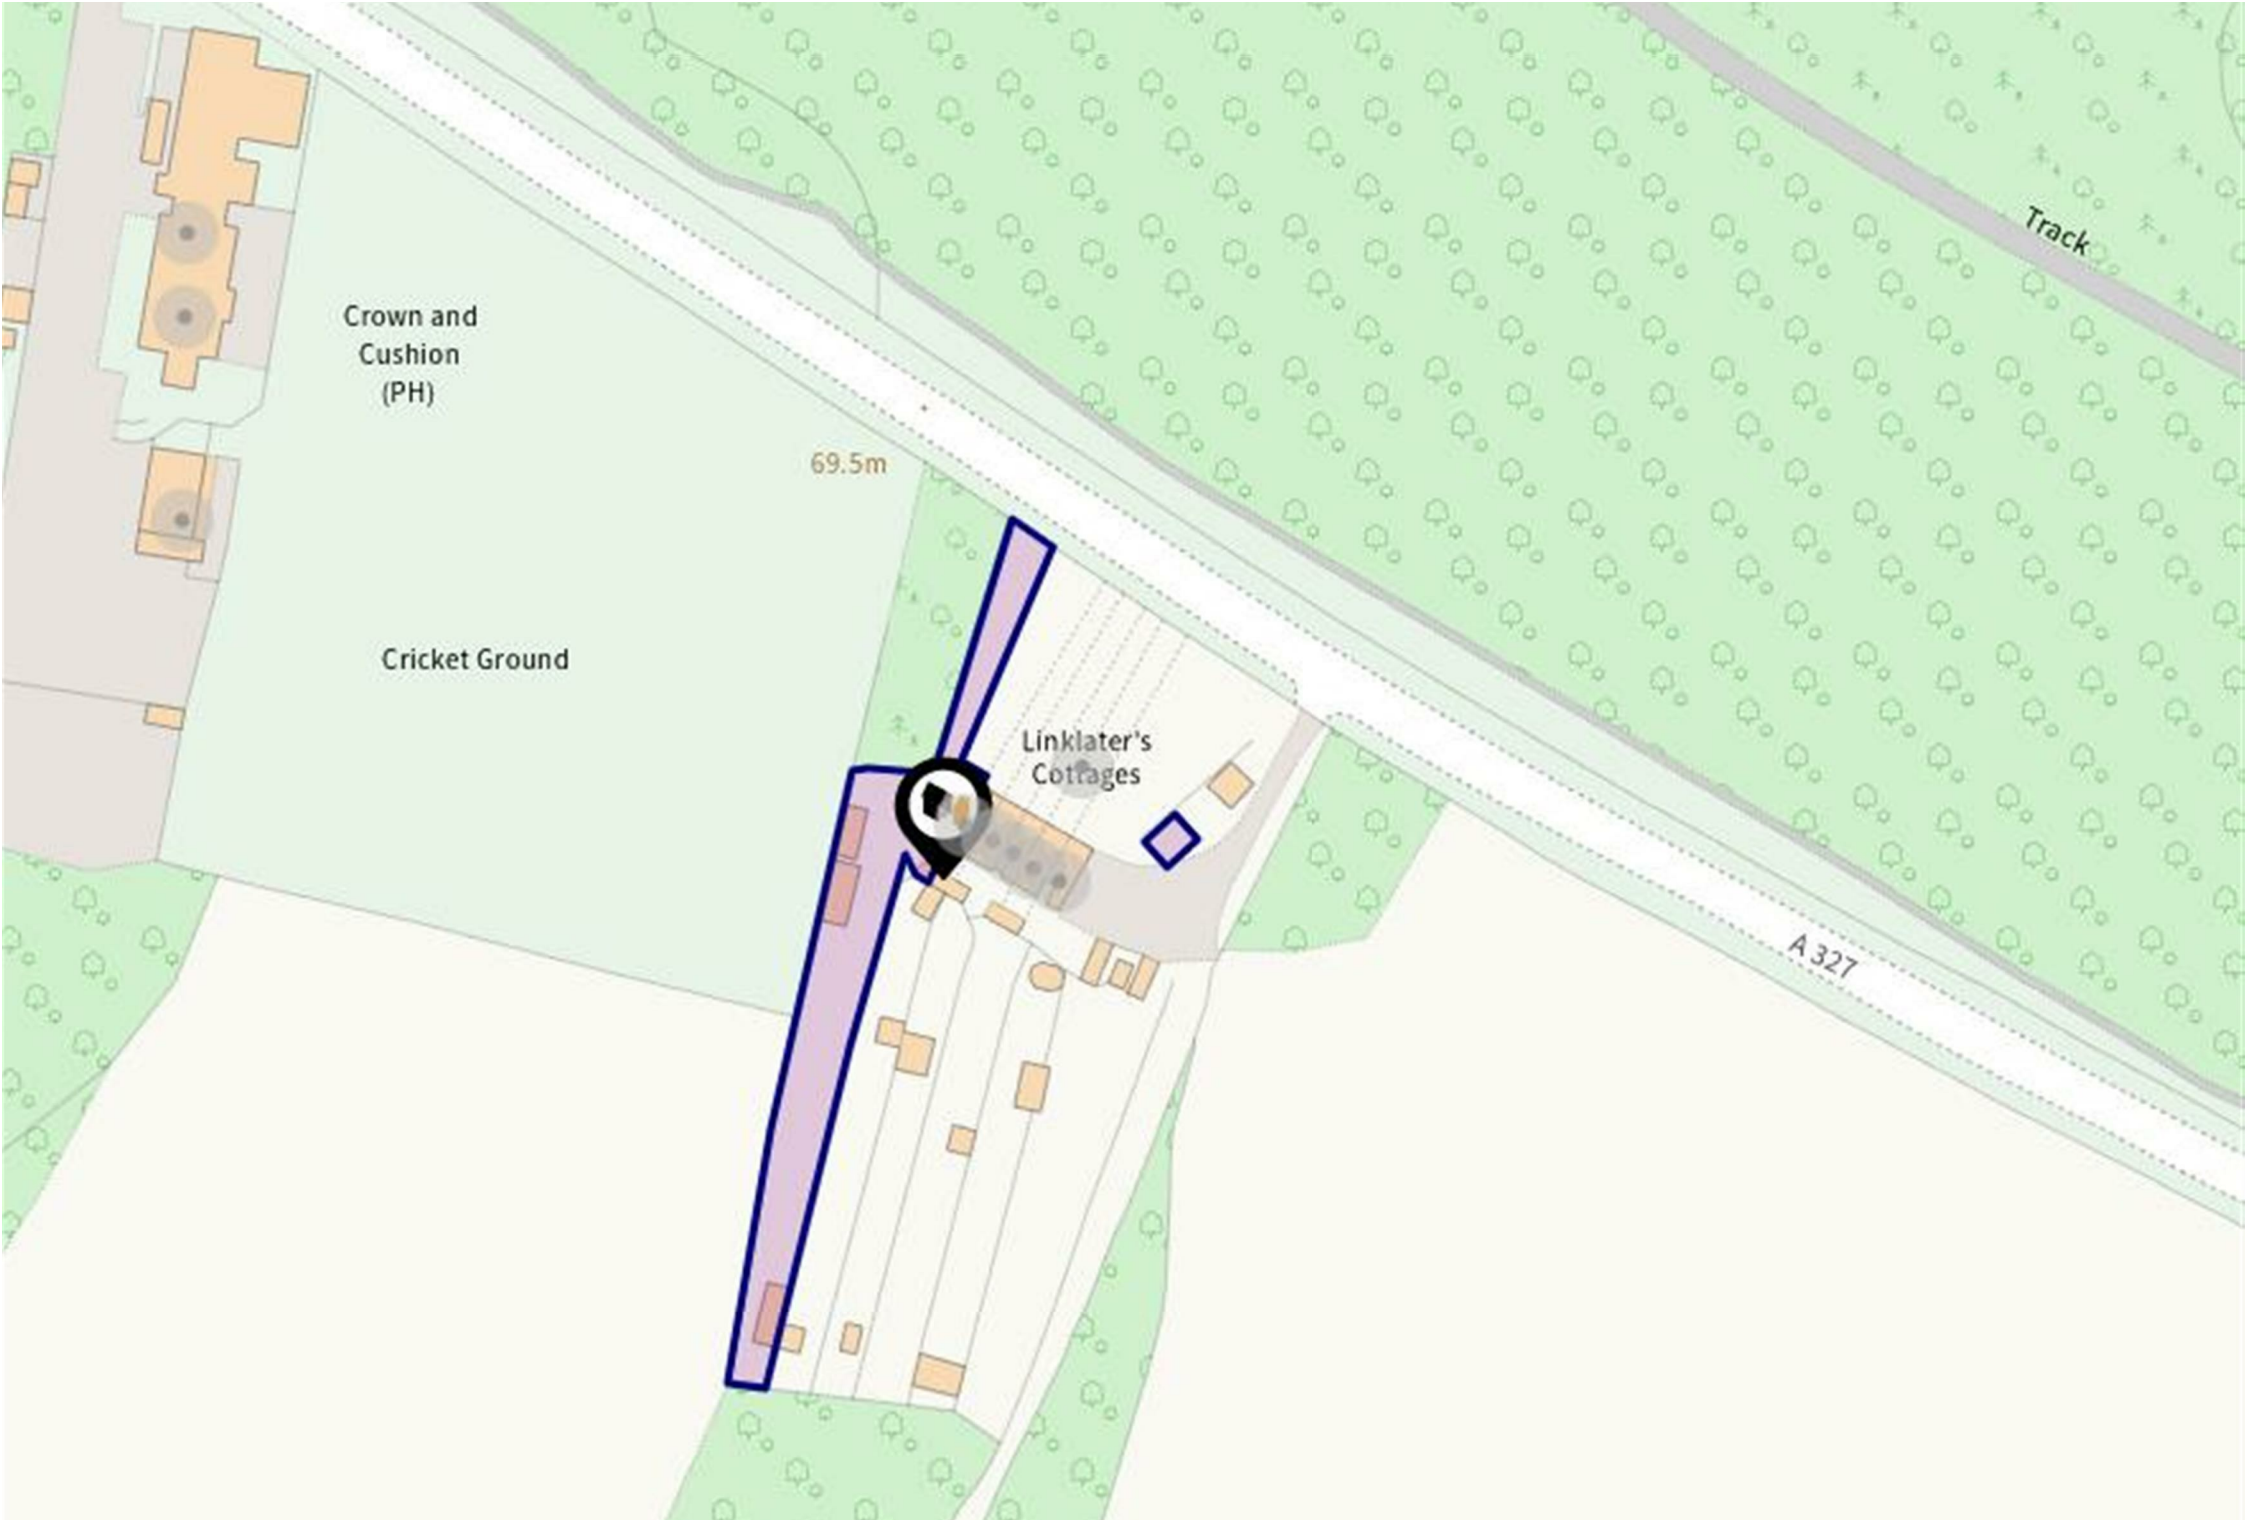 Track
Crown and
Cushion
(PH)
69.5m
Cricket Ground
Linklater's
Cottages
A 327